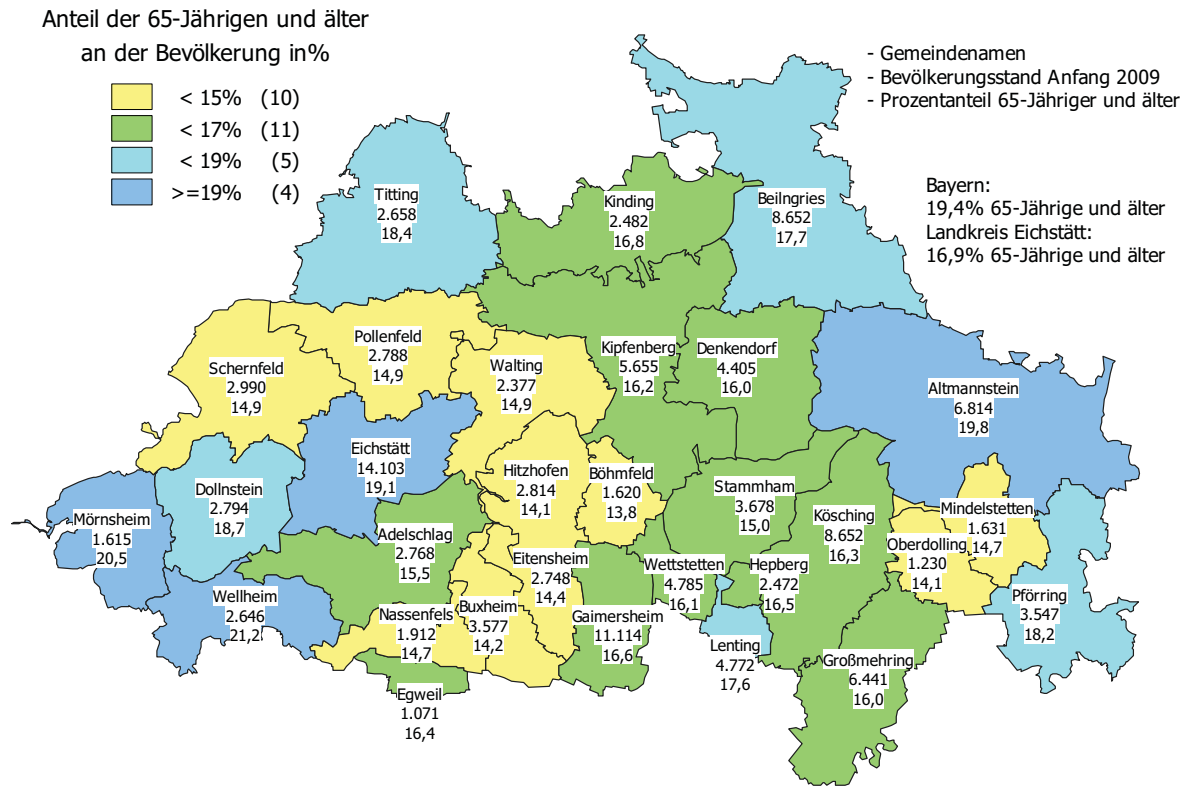 Anteil der 65-Jährigen und älter
an der Bevölkerung in%
< 15% (10)
< 17% (11)
< 19% (5)
>=19% (4)
- Gemeindenamen
- Bevölkerungsstand Anfang 2009
- Prozentanteil 65-Jähriger und älter
Bayern:
19,4% 65-Jährige und älter
Landkreis Eichstätt:
16,9% 65-Jährige und älter
Titting
2.658
18,4
Kinding
2.482
16,8
Beilngries
8.652
17,7
Pollenfeld
2.788
14,9
Schernfeld
2.990
14,9
Walting
2.377
14,9
Kipfenberg
5.655
16,2
Denkendorf
4.405
16,0
Altmannstein
6.814
19,8
Eichstätt
14.103
19,1
Hitzhofen
2.814
14,1
Böhmfeld
1.620
13,8
Dollnstein
2.794
18,7
Stammham
3.678
15,0
Mörnsheim
1.615
20,5
Kösching
8.652
16,3
Mindelstetten
1.631
14,7
Adelschlag
2.768
15,5
Oberdolling
1.230
14,1
Eitensheim
2.748
14,4
Wettstetten
4.785
16,1
Hepberg
2.472
16,5
Wellheim
2.646
21,2
Pförring
3.547
18,2
Nassenfels
1.912
14,7
Buxheim
3.577
14,2
Gaimersheim
11.114
16,6
Lenting
4.772
17,6
Großmehring
6.441
16,0
Egweil
1.071
16,4